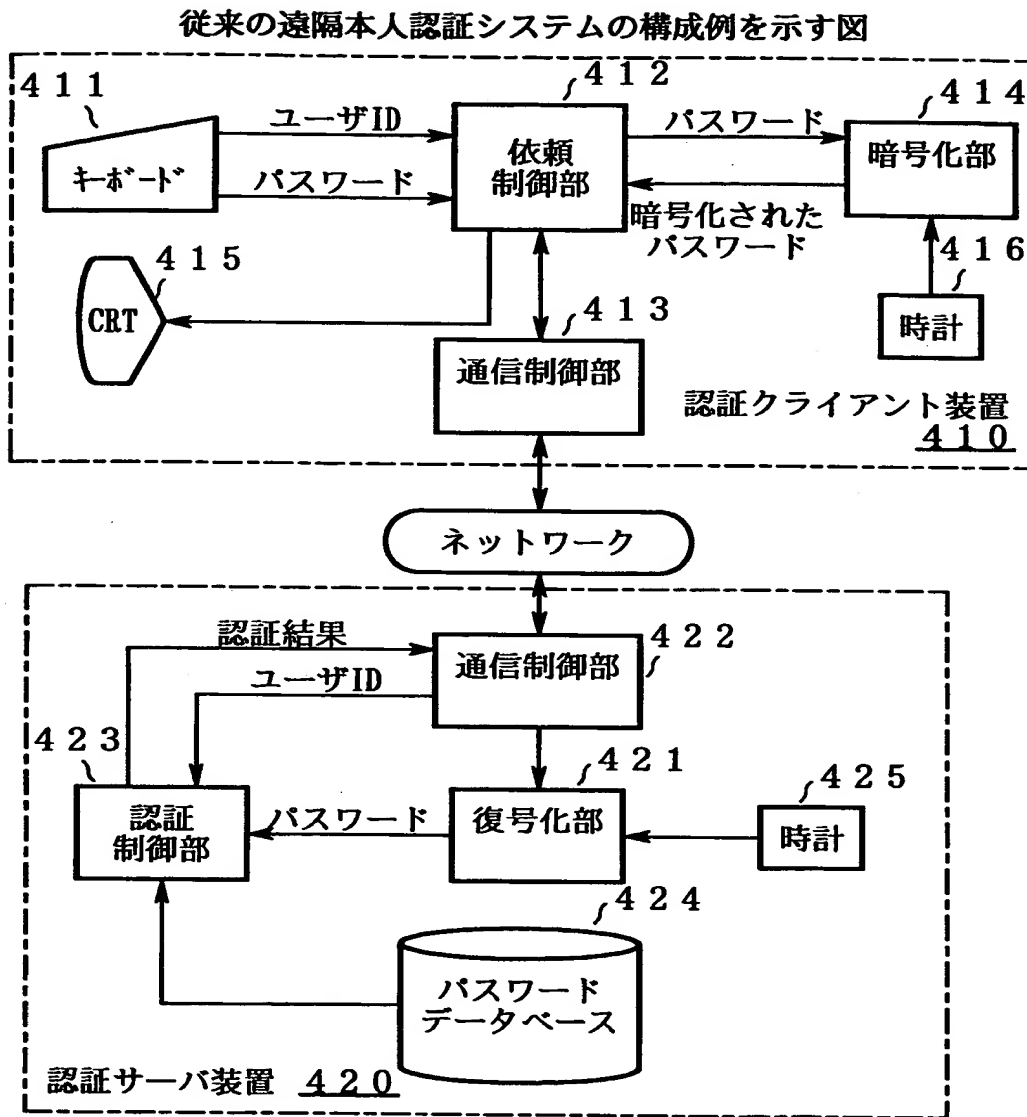 従来の遠隔本人認証システムの構成例を示す図
411
キーボード
ユーザID
パスワード
412
依頼
制御部
パスワード
暗号化された
パスワード
414
暗号化部
416
時計
415
CRT
413
通信制御部
認証クライアント装置
410
ネットワーク
認証結果
ユーザID
422
通信制御部
423
認証
制御部
パスワード
421
復号化部
425
時計
424
パスワード
データベース
認証サーバ装置 420